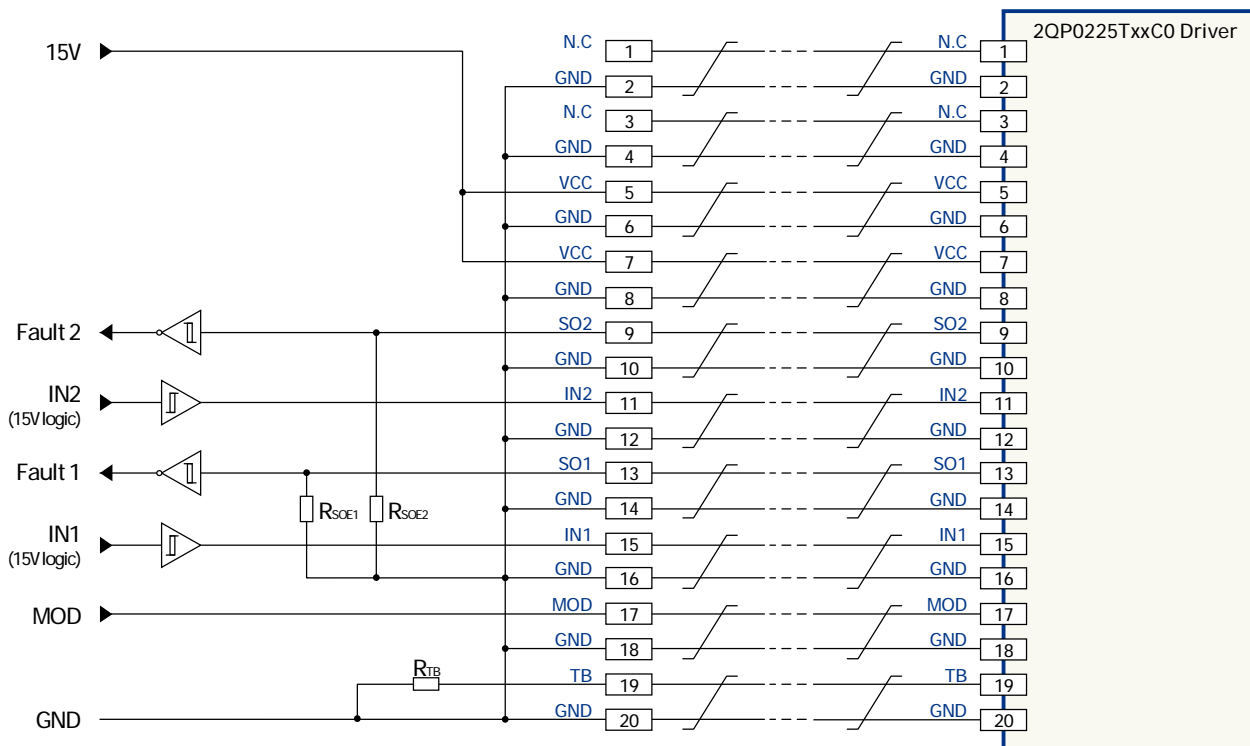 2QP0225TxxC0 Driver
15V N.C 1 N.C 1
GND 2 GND 2
N.C 3 N.C 3
GND 4 GND 4
VCC 5 VCC 5
GND 6 GND 6
VCC 7 VCC 7
GND 8 GND 8
Fault 2 SO2 9 SO2 9
GND 10 GND 10
IN2 IN2 11 IN2 11
(15V logic)
GND 12 GND 12
Fault 1 SO1 13 SO1 13
RSOE1 RSOE2 GND 14 GND 14
IN1 IN1 15 IN1 15
(15V logic)
GND 16 GND 16
MOD MOD 17 MOD 17
GND 18 GND 18
RTB TB 19 TB 19
GND GND 20 GND 20